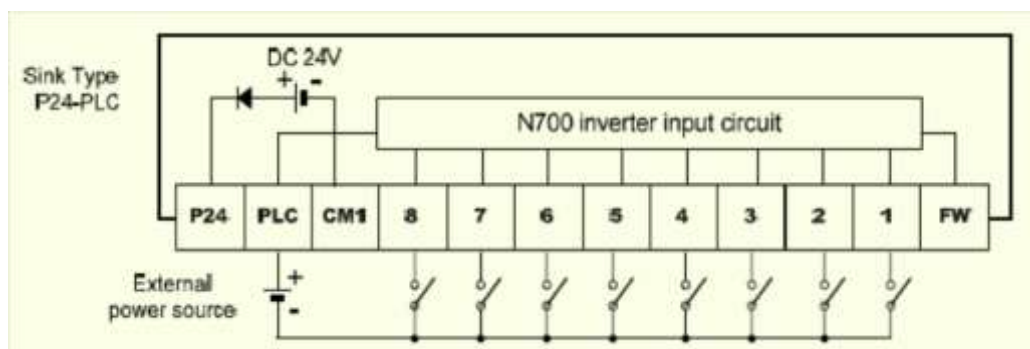 DC 24V
+ -
Sink Type
P24-PLC
N700 inverter input circuit
P24 PLC CM1 8 7 6 5 4 3 2 1 FW
+
External
power source
-